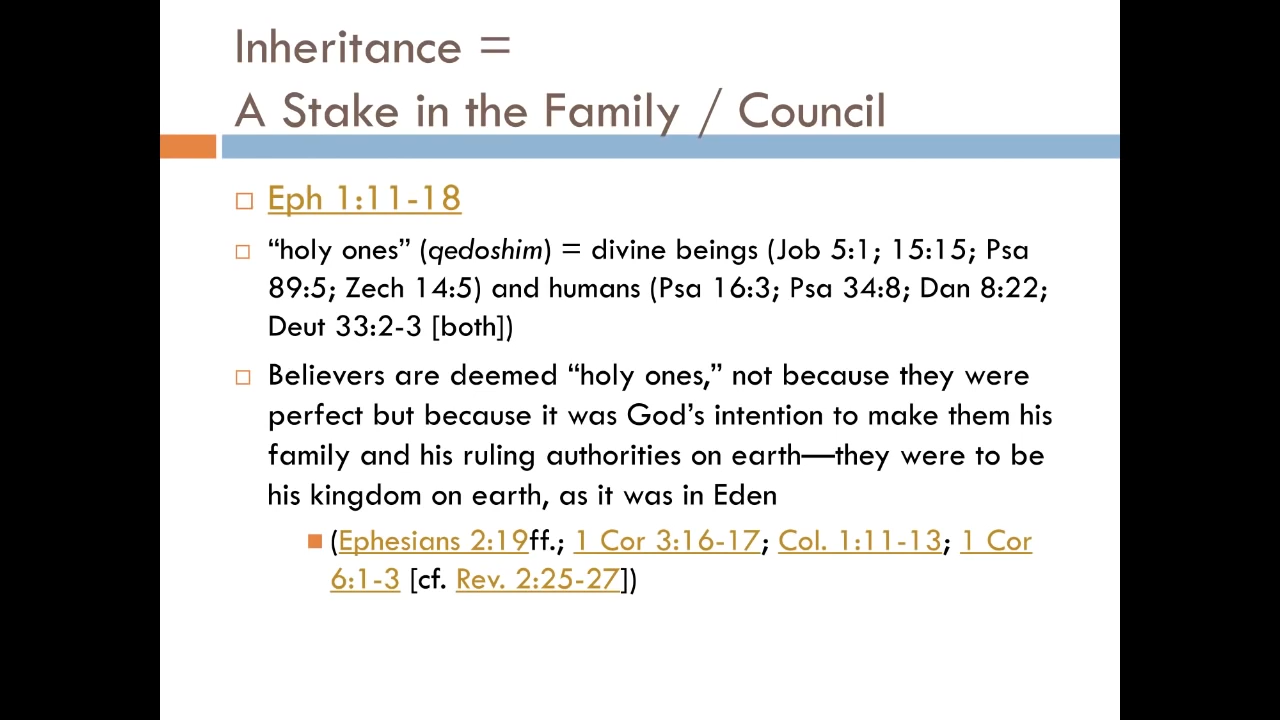 Inheritance =
A Stake in the Family / Council
Eph 1:11-18
“holy ones” (qedoshim) = divine beings (Job 5:1; 15:15; Psa
89:5; Zech 14:5) and humans (Psa 16:3; Psa 34:8; Dan 8:22;
Deut 33:2-3 [both])
Believers are deemed “holy ones,” not because they were
perfect but because it was God’s intention to make them his
family and his ruling authorities on earth—they were to be
his kingdom on earth, as it was in Eden
(Ephesians 2:19ff.; 1 Cor 3:16-17; Col. 1:11-13; 1 Cor
6:1-3 [cf. Rev. 2:25-27])